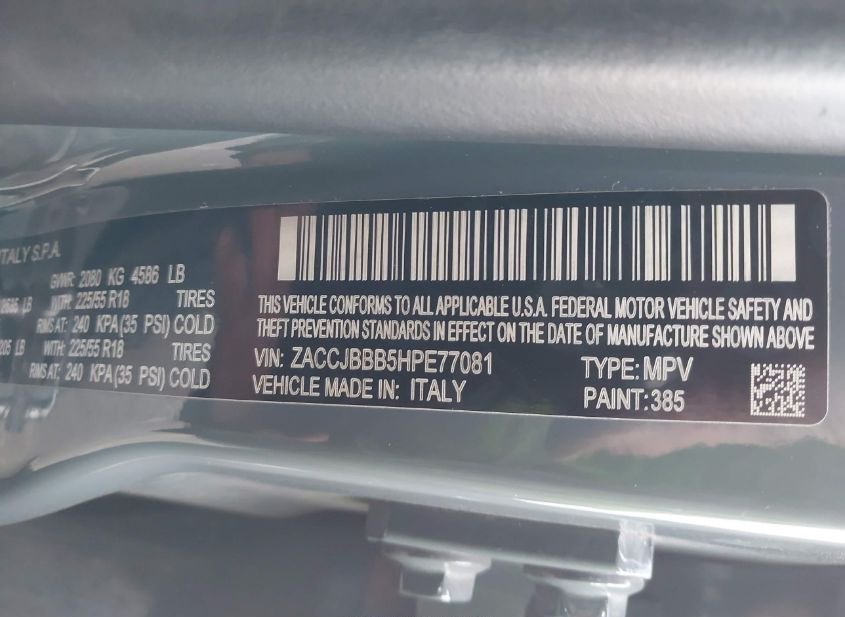 ITALY S.P.A.
GVWR: 2080 KG 4586 LB
LB WITH: 225/55 R18 TIRES
RIMS AT: 240 KPA(35 PSI) COLD
LB WITH: 225/55 R18 TIRES
RIMS AT: 240 KPA(35 PSI) COLD
THIS VEHICLE CONFORMS TO ALL APPLICABLE U.S.A. FEDERAL MOTOR VEHICLE SAFETY AND
THEFT PREVENTION STANDARDS IN EFFECT ON THE DATE OF MANUFACTURE SHOWN ABOVE
VIN: ZACCJBBB5HPE77081 TYPE: MPV
VEHICLE MADE IN: ITALY PAINT: 385